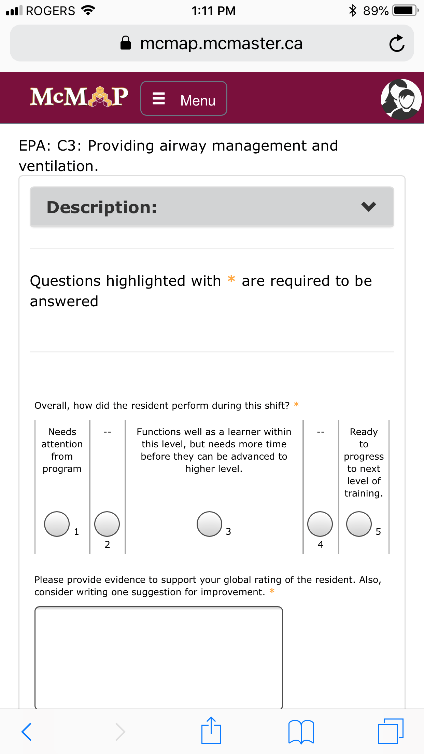 ROGERS 1:11 PM 89%
mcmap.mcmaster.ca
McMAP Menu
EPA: C3: Providing airway management and
ventilation.
Description:
Questions highlighted with * are required to be
answered
Overall, how did the resident perform during this shift? *
Needs
attention
from
program
1
--
2
Functions well as a learner within
this level, but needs more time
before they can be advanced to
higher level.
3
--
4
Ready
to
progress
to next
level of
training.
5
Please provide evidence to support your global rating of the resident. Also,
consider writing one suggestion for improvement. *